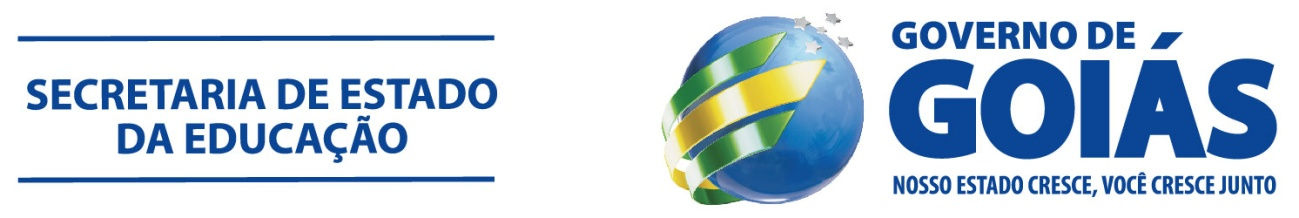 SECRETARIA DE ESTADO
DA EDUCAÇÃO
GOVERNO DE
GOIÁS
NOSSO ESTADO CRESCE, VOCÊ CRESCE JUNTO